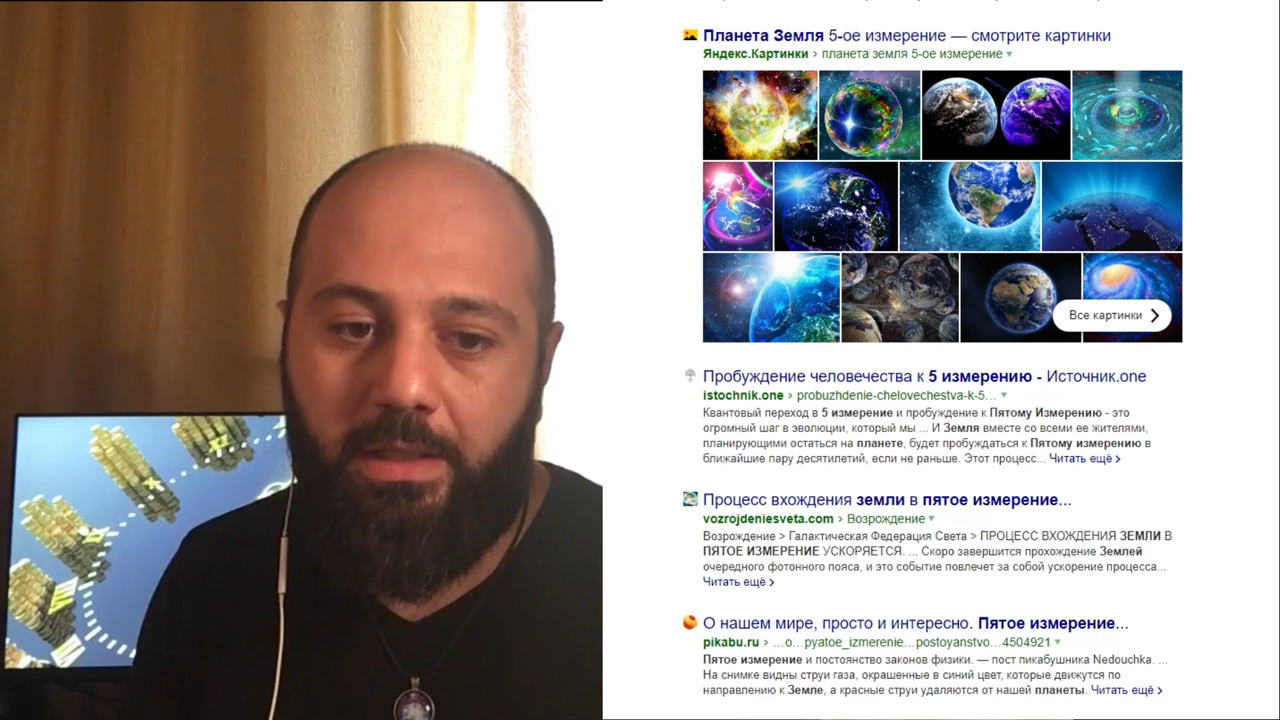 Планета Земля 5-ое измерение — смотрите картинки
Яндекс.Картинки › планета земля 5-ое измерение
Все картинки
Пробуждение человечества к 5 измерению - Источник.one
istochnik.one › probuzhdenie-chelovechestva-k-5...
Квантовый переход в 5 измерение и пробуждение к Пятому Измерению - это
огромный шаг в эволюции, который мы ... И Земля вместе со всеми ее жителями,
планирующими остаться на планете, будет пробуждаться к Пятому измерению в
ближайшие пару десятилетий, если не раньше. Этот процесс... Читать ещё ›
Процесс вхождения земли в пятое измерение...
vozrojdeniesveta.com › Возрождение
Возрождение > Галактическая Федерация Света > ПРОЦЕСС ВХОЖДЕНИЯ ЗЕМЛИ В
ПЯТОЕ ИЗМЕРЕНИЕ УСКОРЯЕТСЯ. ... Скоро завершится прохождение Землей
очередного фотонного пояса, и это событие повлечет за собой ускорение процесса...
Читать ещё ›
О нашем мире, просто и интересно. Пятое измерение...
pikabu.ru › ...о... pyatoe_izmerenie...postoyanstvo...4504921
Пятое измерение и постоянство законов физики. — пост пикабушника Nedouchka. ...
На снимке видны струи газа, окрашенные в синий цвет, которые движутся по
направлению к Земле, а красные струи удаляются от нашей планеты. Читать ещё ›